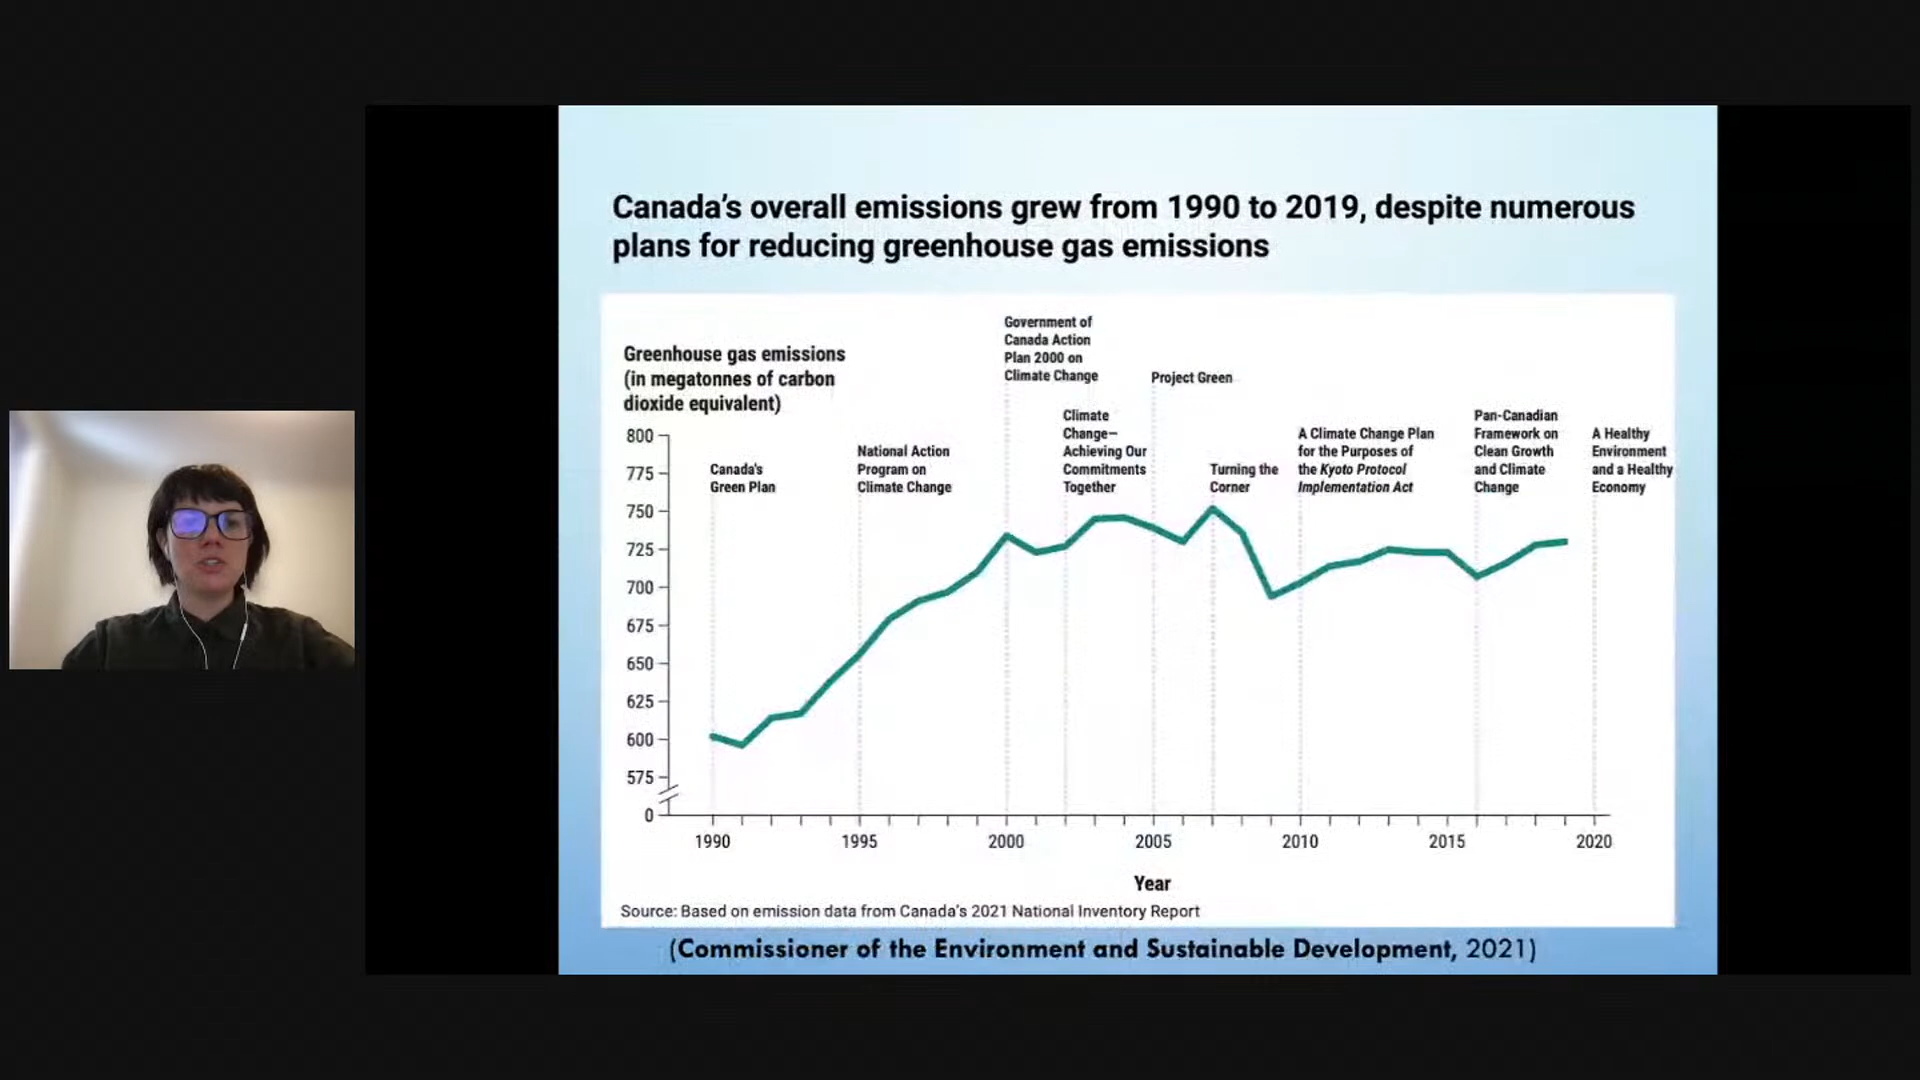 Canada's overall emissions grew from 1990 to 2019, despite numerous
plans for reducing greenhouse gas emissions
Greenhouse gas emissions
(in megatonnes of carbon
dioxide equivalent)
Canada's
Green Plan
National Action
Program on
Climate Change
Government of
Canada Action
Plan 2000 on
Climate Change
Climate
Change–
Achieving Our
Commitments
Together
Project Green
Turning the
Corner
A Climate Change Plan
for the Purposes of
the Kyoto Protocol
Implementation Act
Pan-Canadian
Framework on
Clean Growth
and Climate
Change
A Healthy
Environment
and a Healthy
Economy
800
775
750
725
700
675
650
625
600
575
0
1990 1995 2000 2005 2010 2015 2020
Year
Source: Based on emission data from Canada's 2021 National Inventory Report
(Commissioner of the Environment and Sustainable Development, 2021)